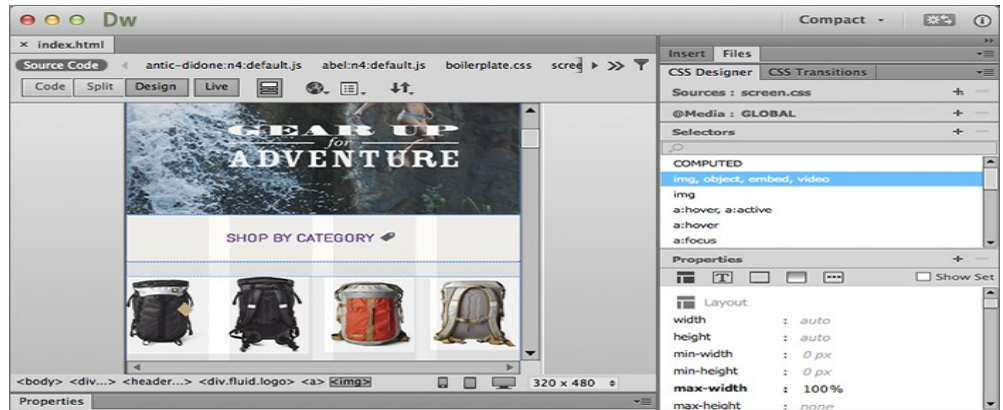 Dw
Compact
× index.html
Source Code antic-didone:n4:default.js abel:n4:default.js boilerplate.css scree
Code Split Design Live
GEAR UP
for
ADVENTURE
SHOP BY CATEGORY
<body> <div...> <header...> <div.fluid.logo> <a> <img> 320 x 480
Properties
Insert Files
CSS Designer CSS Transitions
Sources : screen.css
@Media : GLOBAL
Selectors
COMPUTED
img, object, embed, video
img
a:hover, a:active
a:hover
a:focus
Properties
T Show Set
Layout
width : auto
height : auto
min-width : 0 px
min-height : 0 px
max-width : 100%
max-height : none